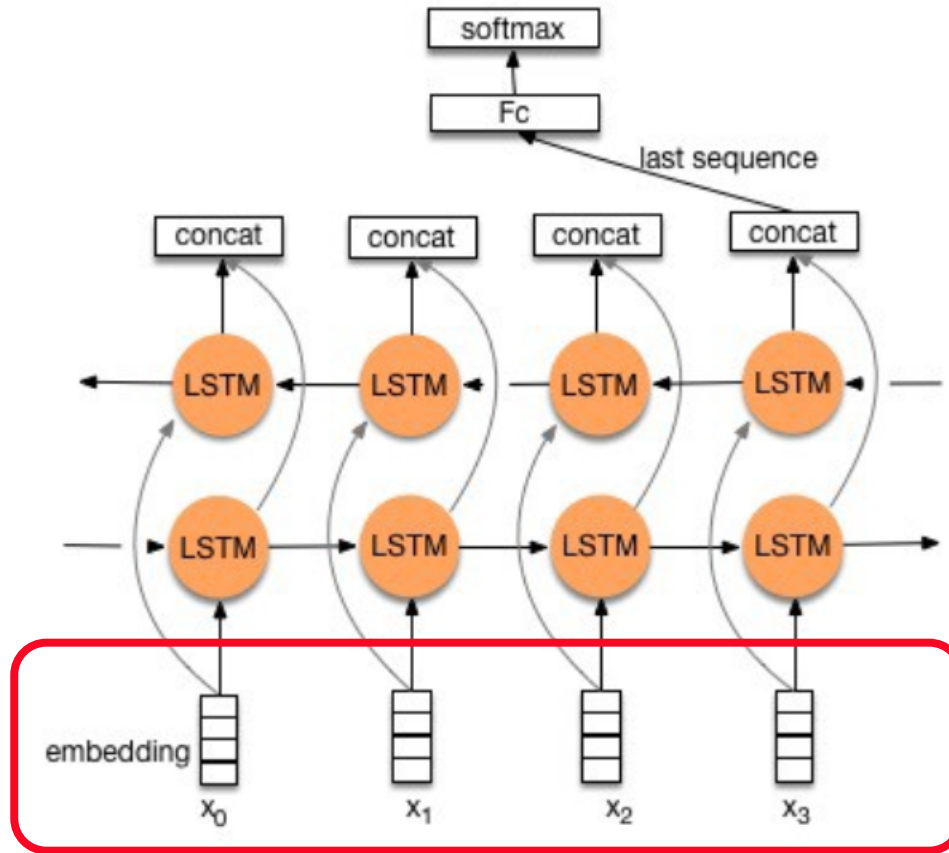 softmax
Fc
last sequence
concat concat concat concat
LSTM LSTM LSTM LSTM
LSTM LSTM LSTM LSTM
embedding
x0 x1 x2 x3